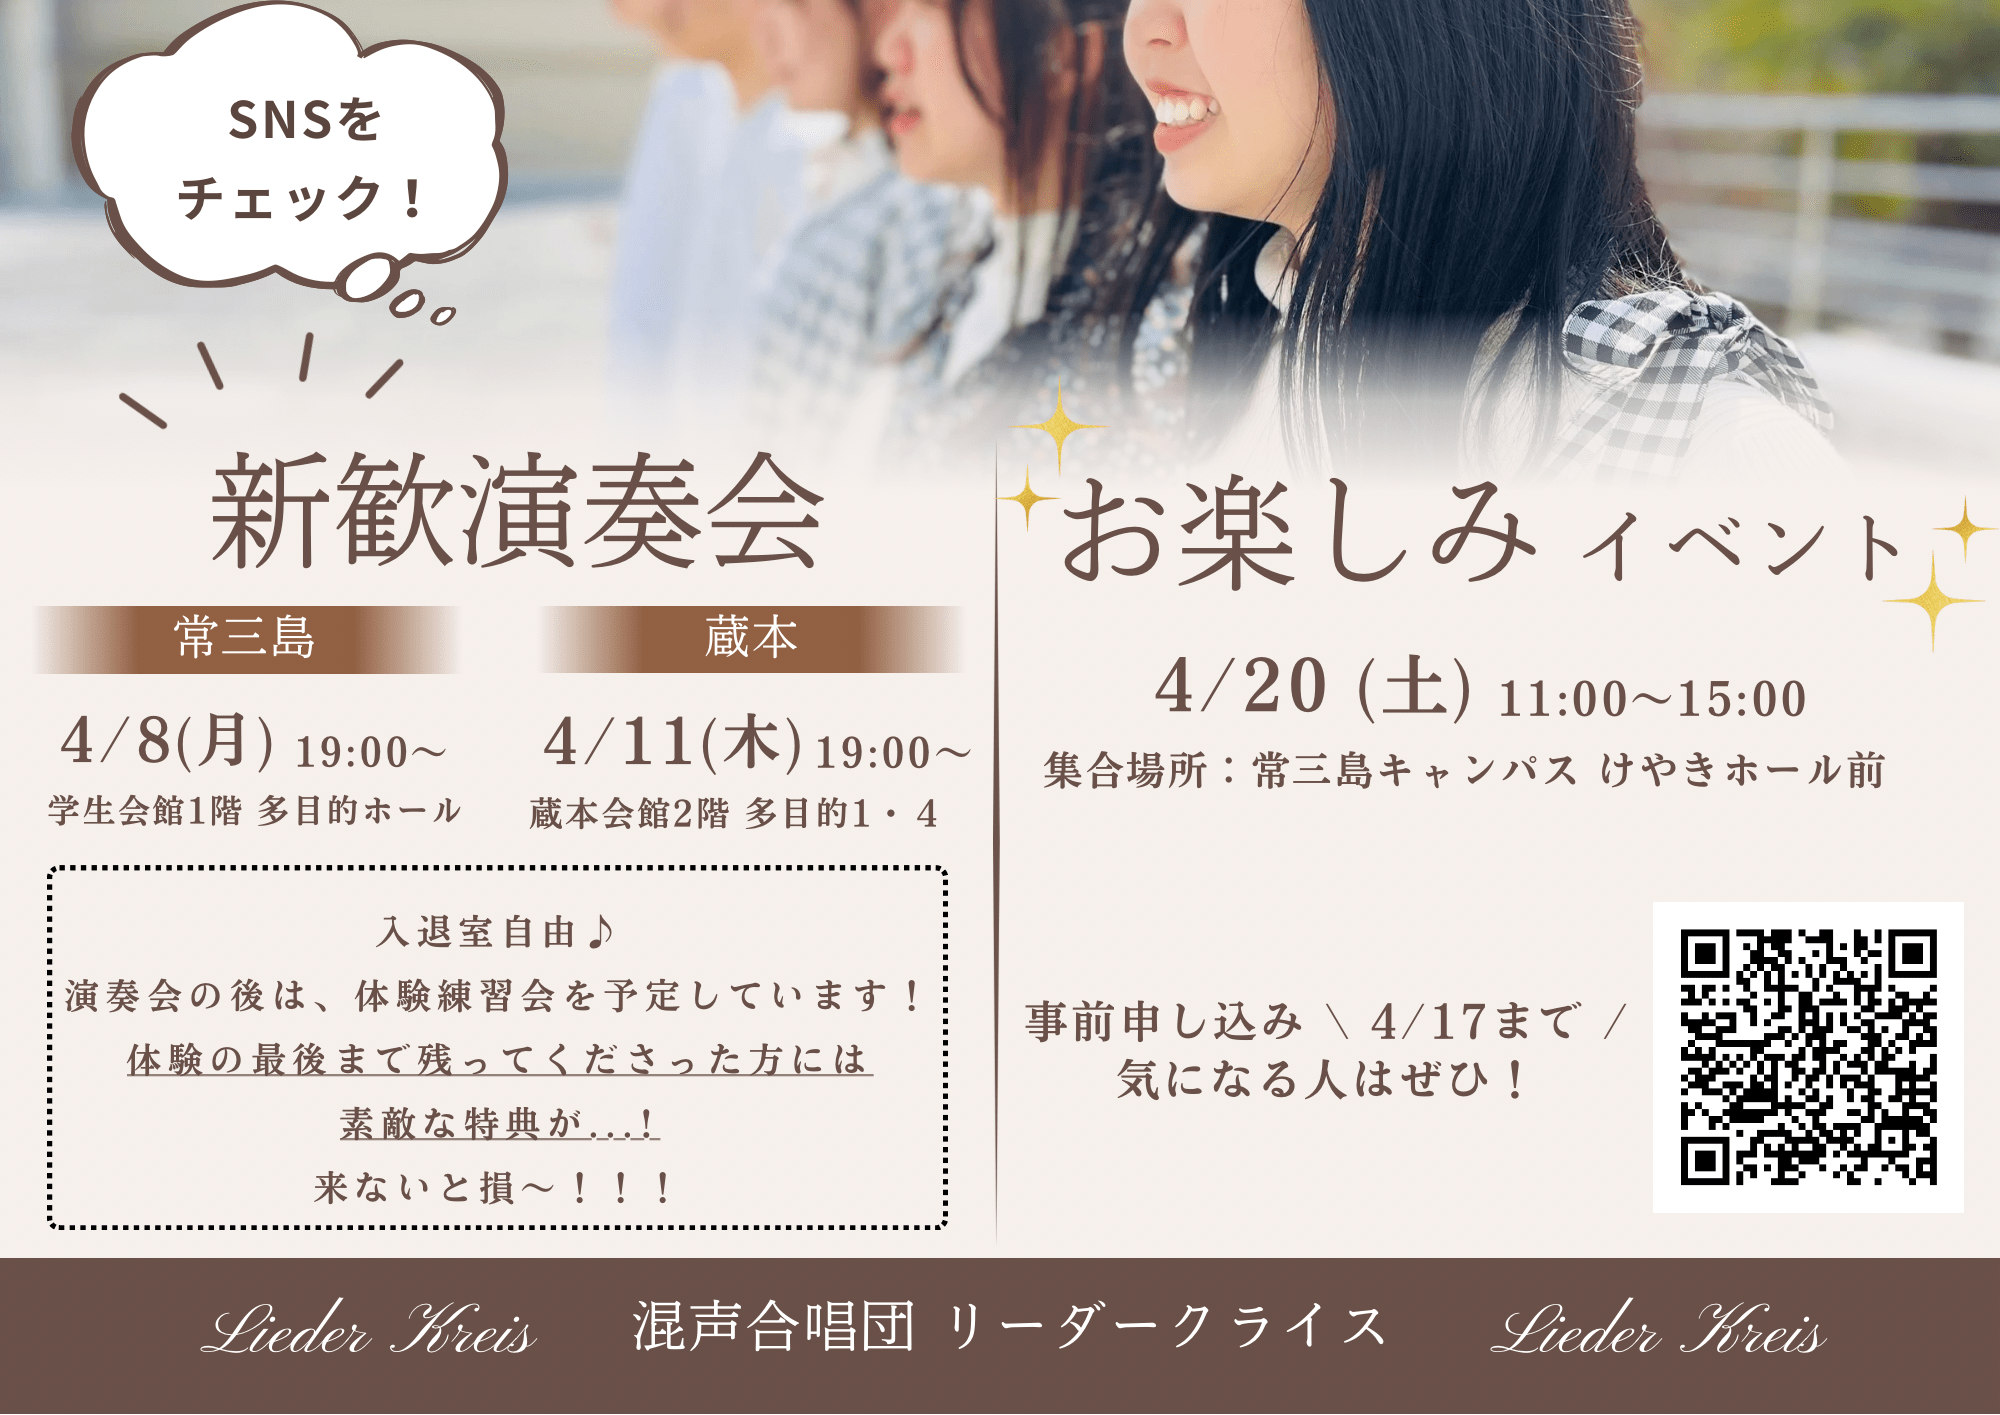 SNSを
チェック！
新歓演奏会
常三島
4/8(月) 19:00～
学生会館1階 多目的ホール
蔵本
4/11(木) 19:00～
蔵本会館2階 多目的1・4
入退室自由♪
演奏会の後は、体験練習会を予定しています！
体験の最後まで残ってくださった方には
素敵な特典が...!
来ないと損～！！！
お楽しみ イベント
4/20 (土) 11:00～15:00
集合場所：常三島キャンパス けやきホール前
事前申し込み \ 4/17まで /
気になる人はぜひ！
Lieder Kreis 混声合唱団 リーダークライス Lieder Kreis